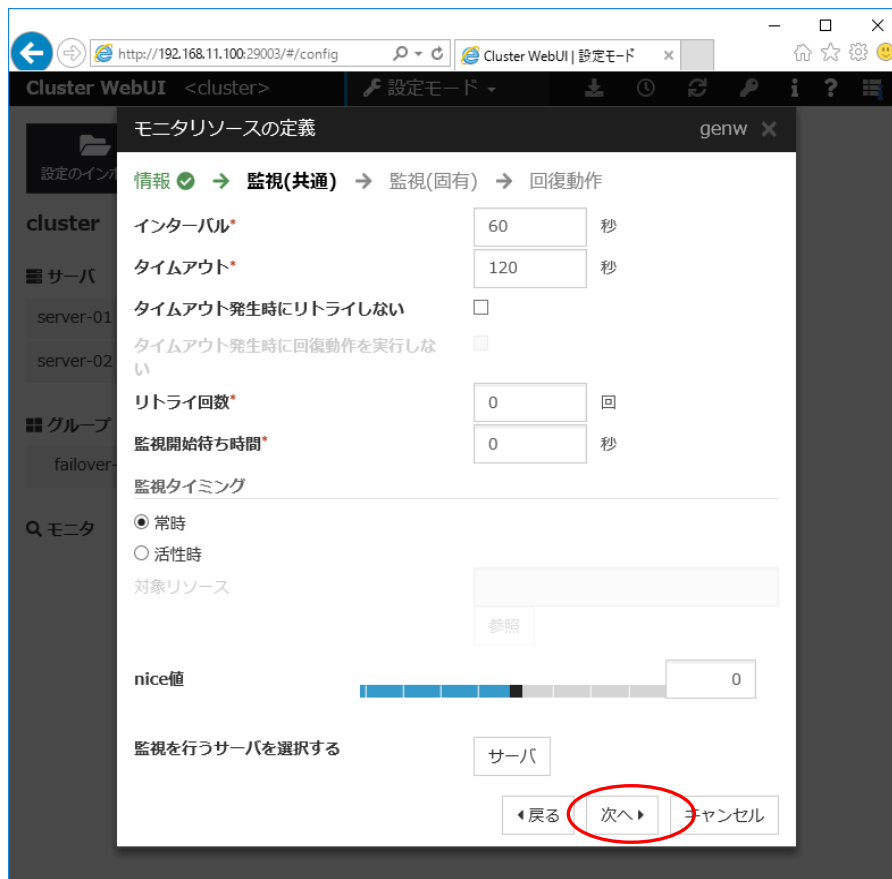 http://192.168.11.100:29003/#/config
Cluster WebUI | 設定モード
Cluster WebUI <cluster>
設定モード
設定のインポ
cluster
サーバ
server-01
server-02
グループ
failover-
モニタ
モニタリソースの定義
genw
情報 → 監視(共通) → 監視(固有) → 回復動作
インターバル* 60 秒
タイムアウト* 120 秒
タイムアウト発生時にリトライしない
タイムアウト発生時に回復動作を実行しな
い
リトライ回数* 0 回
監視開始待ち時間* 0 秒
監視タイミング
常時
活性時
対象リソース
参照
nice値 0
監視を行うサーバを選択する サーバ
戻る 次へ キャンセル